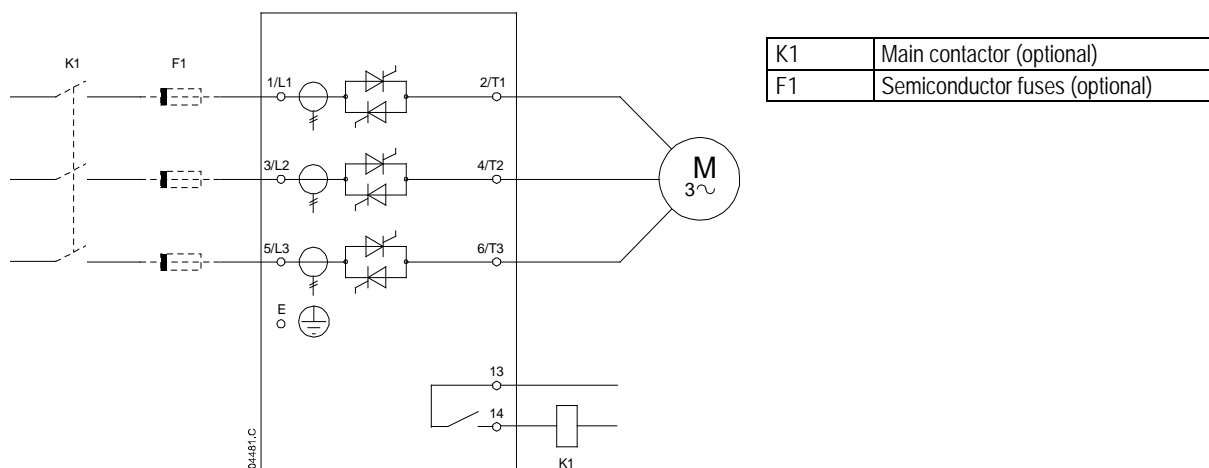 K1
F1
1/L1
2/T1
3/L2
4/T2
5/L3
6/T3
M
3~
E
13
14
K1
04481.C
K1 Main contactor (optional)
F1 Semiconductor fuses (optional)